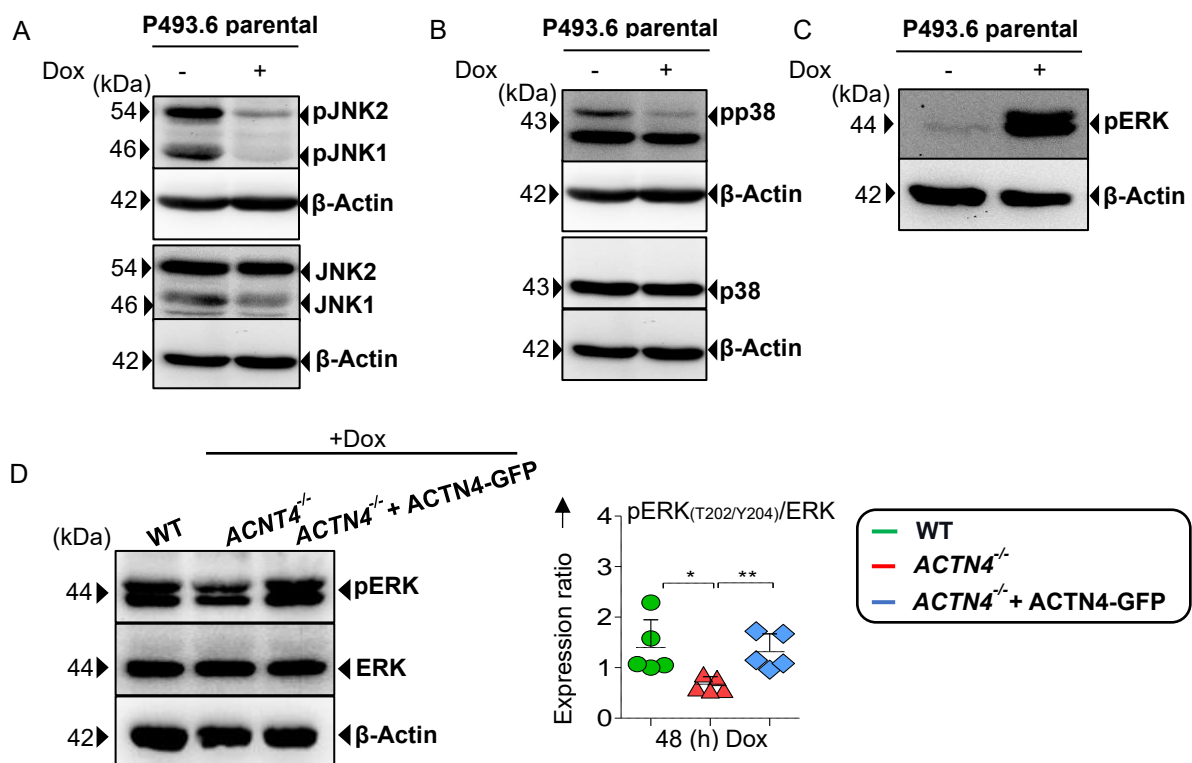 A
P493.6 parental
Dox - +
(kDa)
54 pJNK2
46 pJNK1
42 β-Actin
54 JNK2
46 JNK1
42 β-Actin
B
P493.6 parental
Dox - +
(kDa)
43 pp38
42 β-Actin
43 p38
42 β-Actin
C
P493.6 parental
Dox - +
(kDa)
44 pERK
42 β-Actin
D
+Dox
WT ACNT4-/- ACTN4-/- + ACTN4-GFP
(kDa)
44 pERK
44 ERK
42 β-Actin
pERK(T202/Y204)/ERK
Expression ratio
4
3
2
1
0
* **
48 (h) Dox
WT
ACTN4-/-
ACTN4-/- + ACTN4-GFP